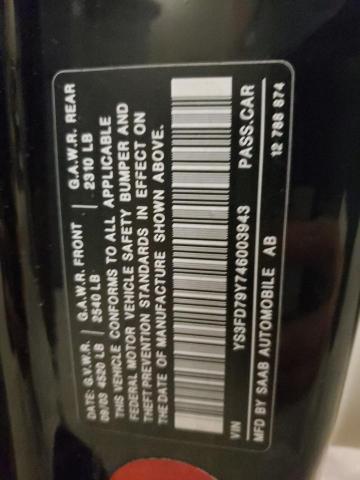 DATE: G.V.W.R. G.A.W.R. FRONT G.A.W.R. REAR
09/03 4520 LB 2540 LB 2310 LB
THIS VEHICLE CONFORMS TO ALL APPLICABLE
FEDERAL MOTOR VEHICLE SAFETY BUMPER AND
THEFT PREVENTION STANDARDS IN EFFECT ON
THE DATE OF MANUFACTURE SHOWN ABOVE.
VIN YS3FD79Y746003943 PASS.CAR
MFD BY SAAB AUTOMOBILE AB 12 788 874